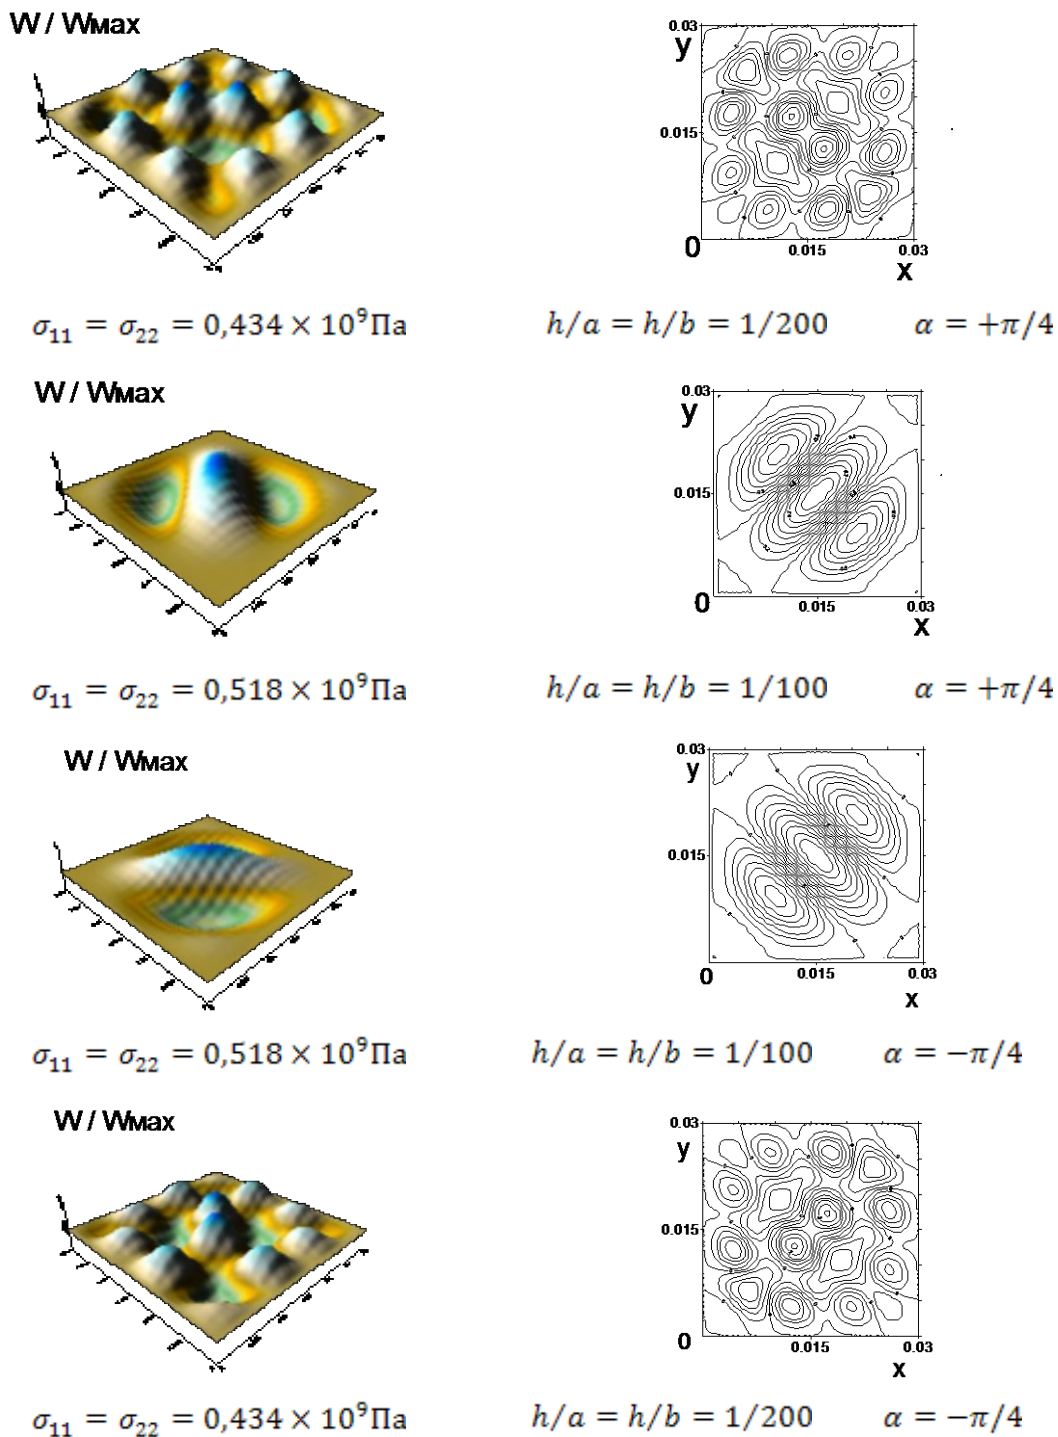 W / Wмах
0.03
y
0.015
0
0.015
0.03
x
σ₁₁ = σ₂₂ = 0,434 × 10⁹Па h/a = h/b = 1/200 α = +π/4
W / Wмах
0.03
y
0.015
0
0.015
0.03
x
σ₁₁ = σ₂₂ = 0,518 × 10⁹Па h/a = h/b = 1/100 α = +π/4
W / Wмах
0.03
y
0.015
0
0.015
0.03
x
σ₁₁ = σ₂₂ = 0,518 × 10⁹Па h/a = h/b = 1/100 α = −π/4
W / Wмах
0.03
y
0.015
0
0.015
0.03
x
σ₁₁ = σ₂₂ = 0,434 × 10⁹Па h/a = h/b = 1/200 α = −π/4